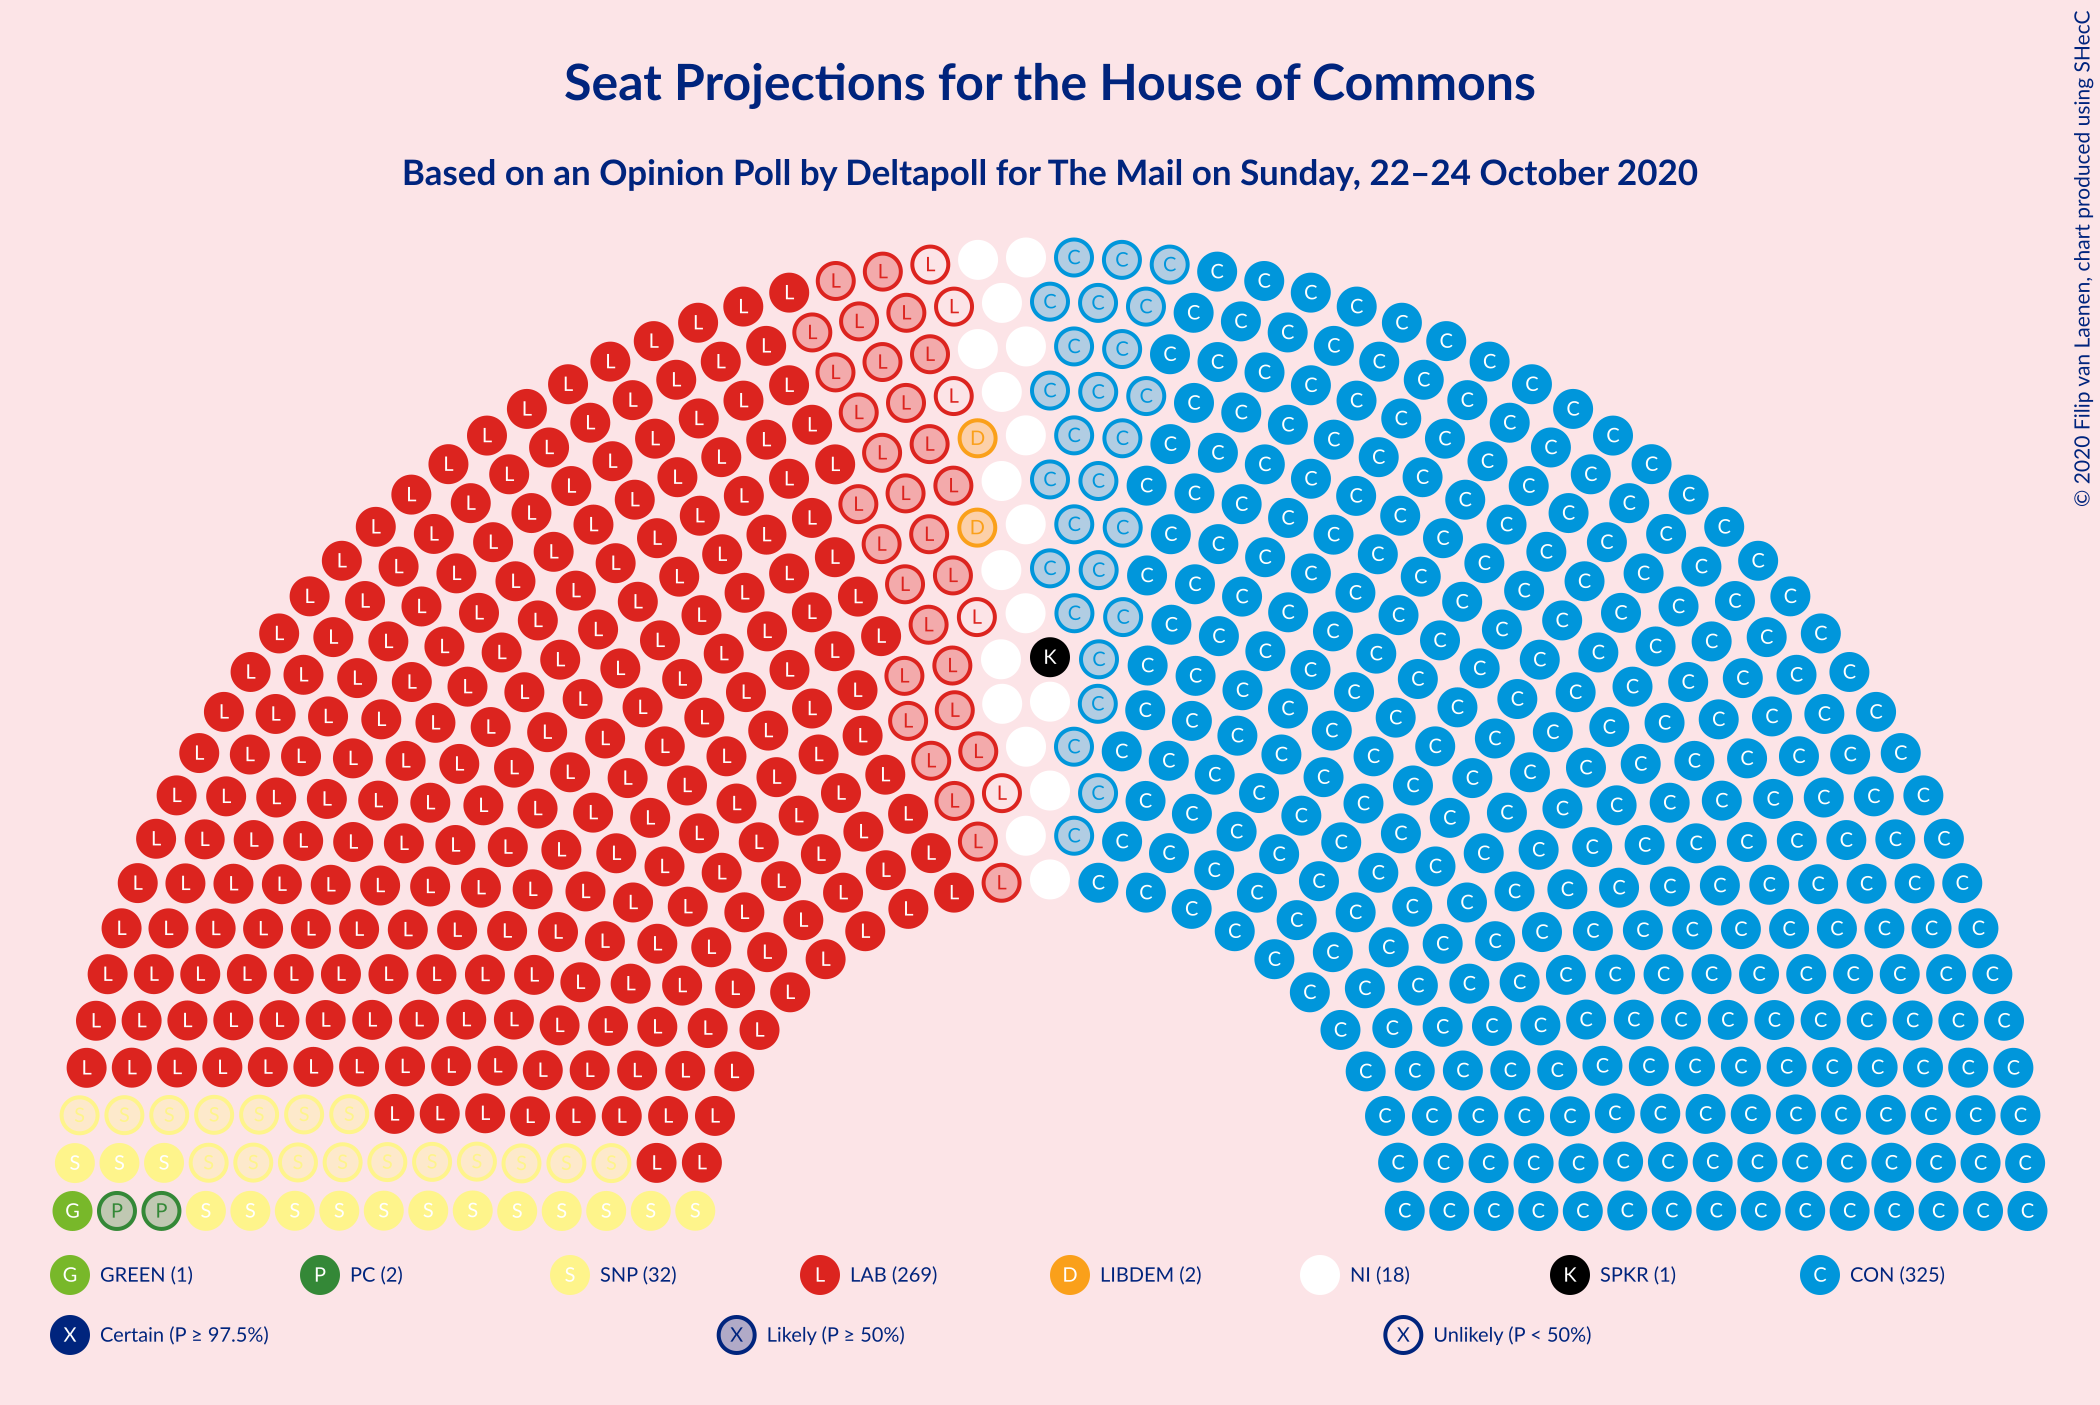 Seat Projections for the House of Commons
Based on an Opinion Poll by Deltapoll for The Mail on Sunday, 22–24 October 2020
© 2020 Filip van Laenen, chart produced using SHecC
G GREEN (1) P PC (2) S SNP (32) L LAB (269) D LIBDEM (2) NI (18) K SPKR (1) C CON (325)
X Certain (P ≥ 97.5%) X Likely (P ≥ 50%) X Unlikely (P < 50%)